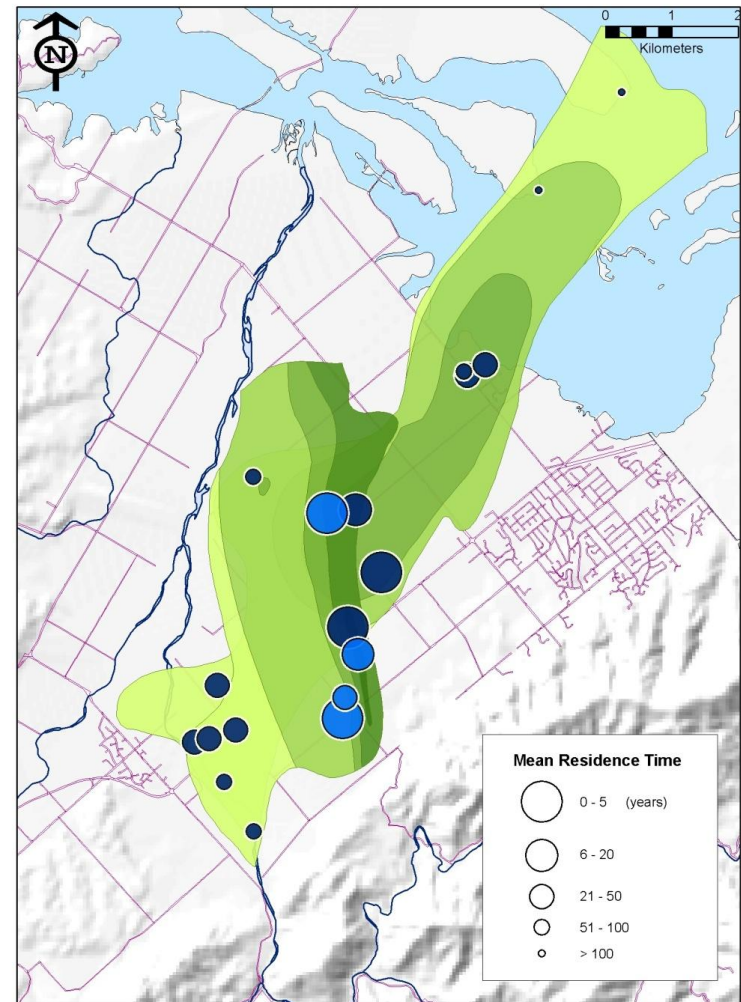 N
0 1 2
Kilometers
Mean Residence Time
0 - 5 (years)
6 - 20
21 - 50
51 - 100
> 100